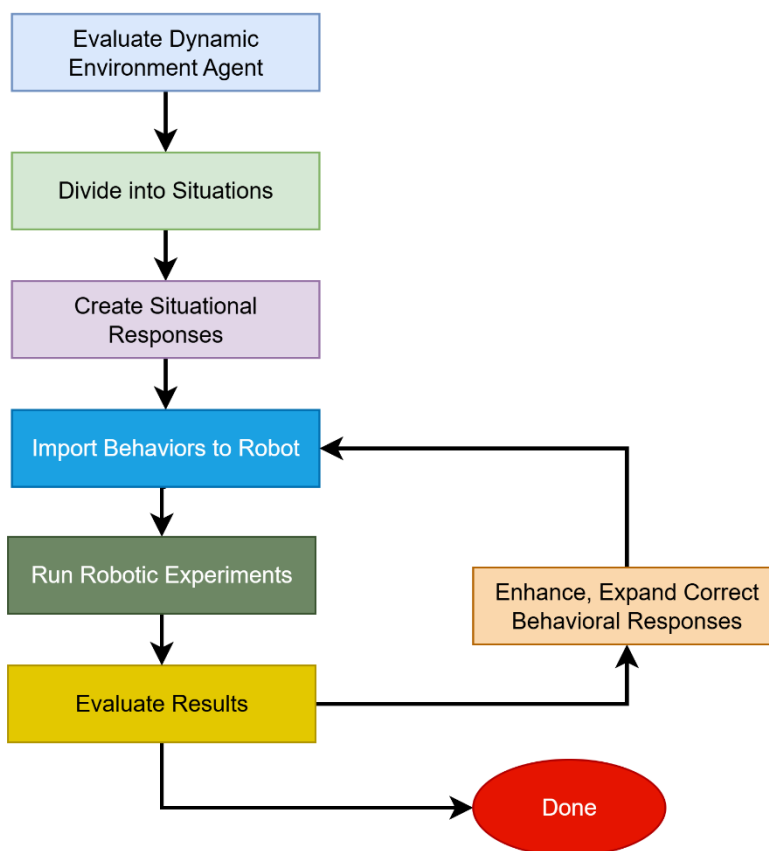 Evaluate Dynamic
Environment Agent
Divide into Situations
Create Situational
Responses
Import Behaviors to Robot
Run Robotic Experiments
Enhance, Expand Correct
Behavioral Responses
Evaluate Results
Done